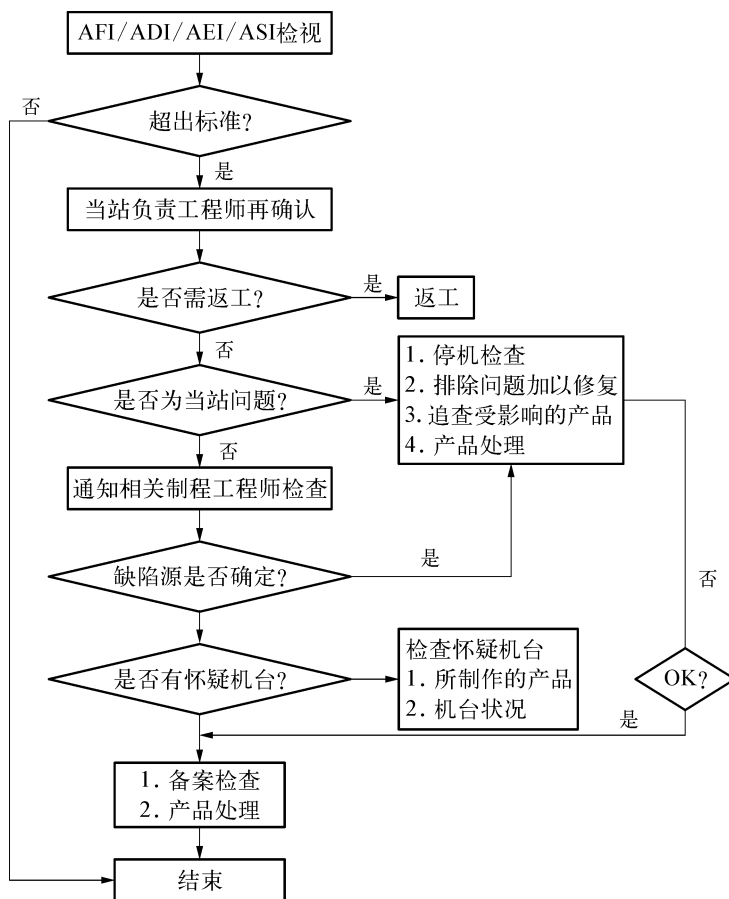 AFI/ADI/AEI/ASI检视
否
超出标准?
是
当站负责工程师再确认
是否需返工?
是
返工
否
是否为当站问题?
是
1. 停机检查
2. 排除问题加以修复
3. 追查受影响的产品
4. 产品处理
否
通知相关制程工程师检查
缺陷源是否确定?
是
否
是否有怀疑机台?
检查怀疑机台
1. 所制作的产品
2. 机台状况
OK?
是
1. 备案检查
2. 产品处理
结束